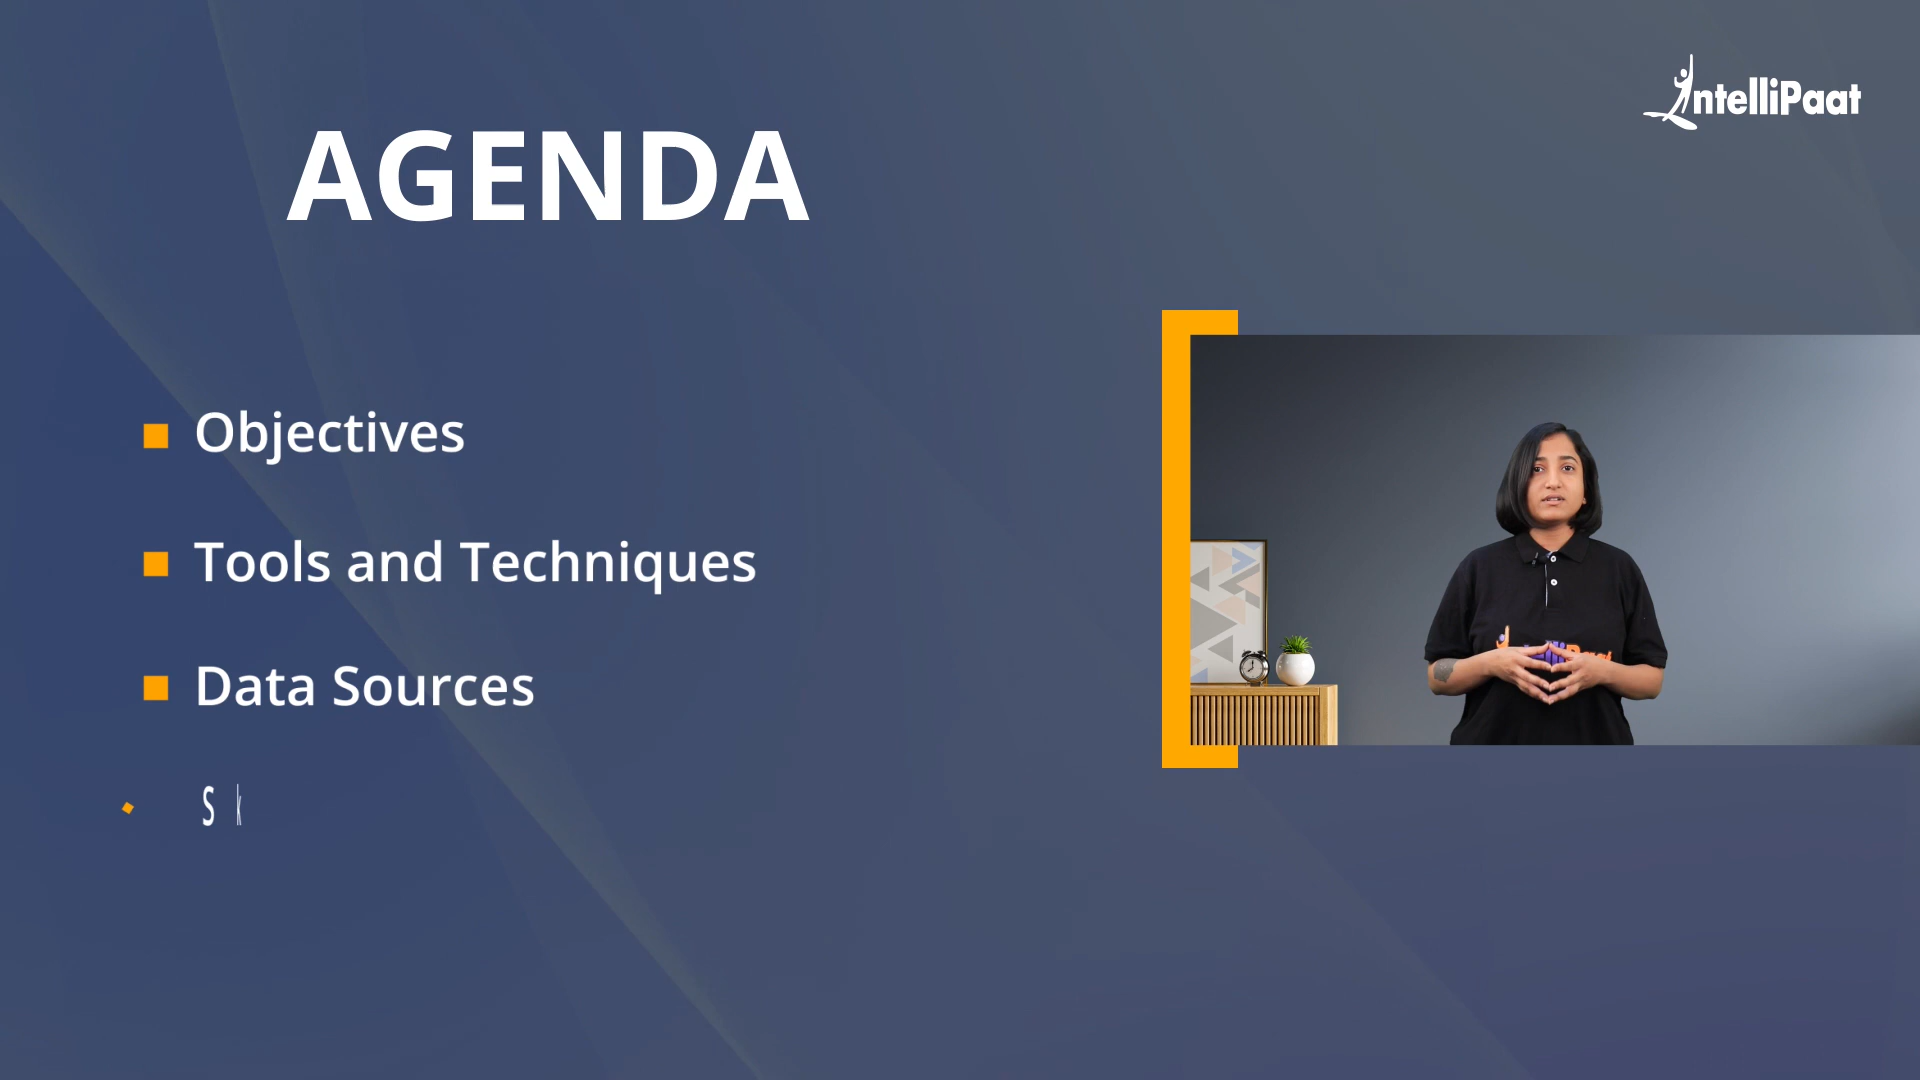 IntelliPaat
AGENDA
Objectives
Tools and Techniques
Data Sources
S k